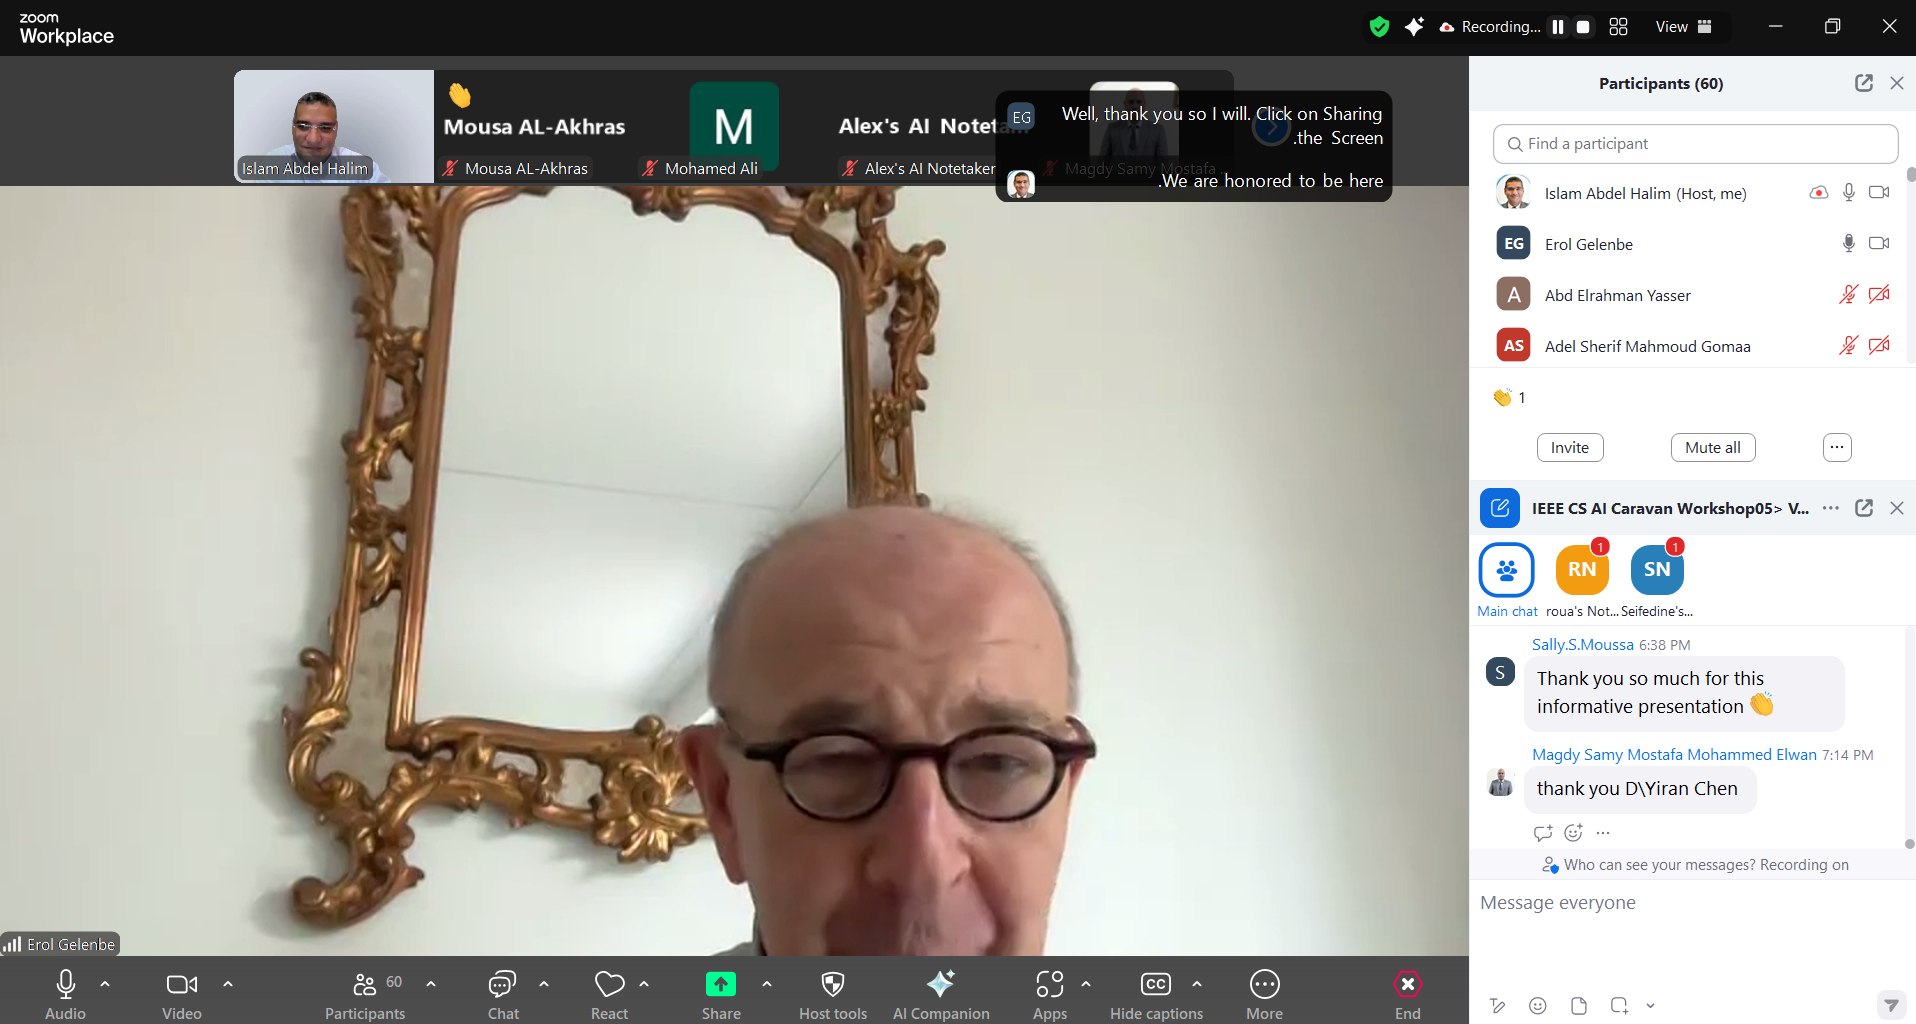 zoom
Workplace
Recording...
View
Mousa AL-Akhras
M
Alex's AI Noteta
Islam Abdel Halim
Mousa AL-Akhras
Mohamed Ali
Alex's AI Notetaker
Magdy Samy Mostafa
EG
Well, thank you so I will. Click on Sharing
.the Screen
.We are honored to be here
Erol Gelenbe
Participants (60)
Find a participant
Islam Abdel Halim (Host, me)
EG
Erol Gelenbe
A
Abd Elrahman Yasser
AS
Adel Sherif Mahmoud Gomaa
1
Invite
Mute all
IEEE CS AI Caravan Workshop05> V...
RN
1
SN
1
Main chat
roua's Not...
Seifedine's...
Sally.S.Moussa 6:38 PM
S
Thank you so much for this
informative presentation
Magdy Samy Mostafa Mohammed Elwan 7:14 PM
thank you D\Yiran Chen
Who can see your messages? Recording on
Message everyone
Audio
Video
60
Participants
Chat
React
Share
Host tools
AI Companion
Apps
CC
Hide captions
More
End